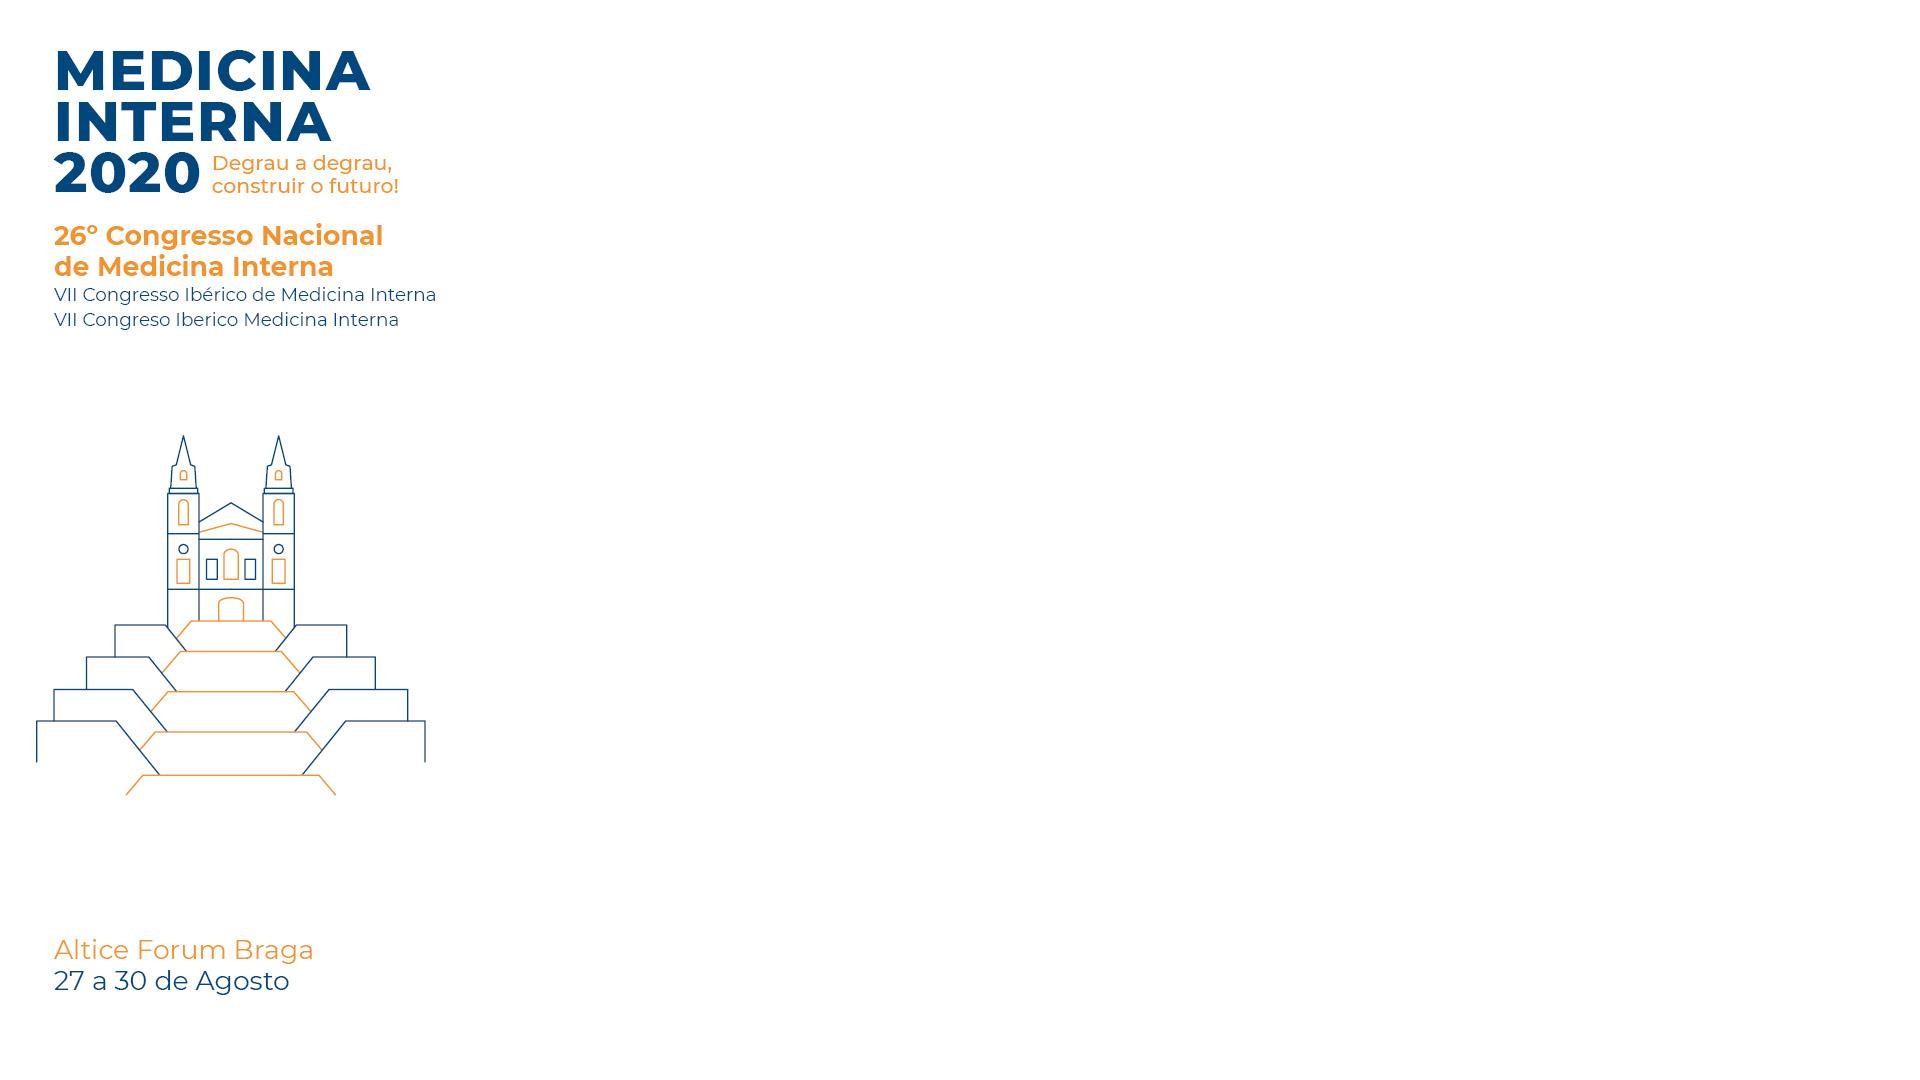 MEDICINA
INTERNA
2020
Degrau a degrau,
construir o futuro!
26º Congresso Nacional
de Medicina Interna
VII Congresso Ibérico de Medicina Interna
VII Congreso Iberico Medicina Interna
Altice Forum Braga
27 a 30 de Agosto